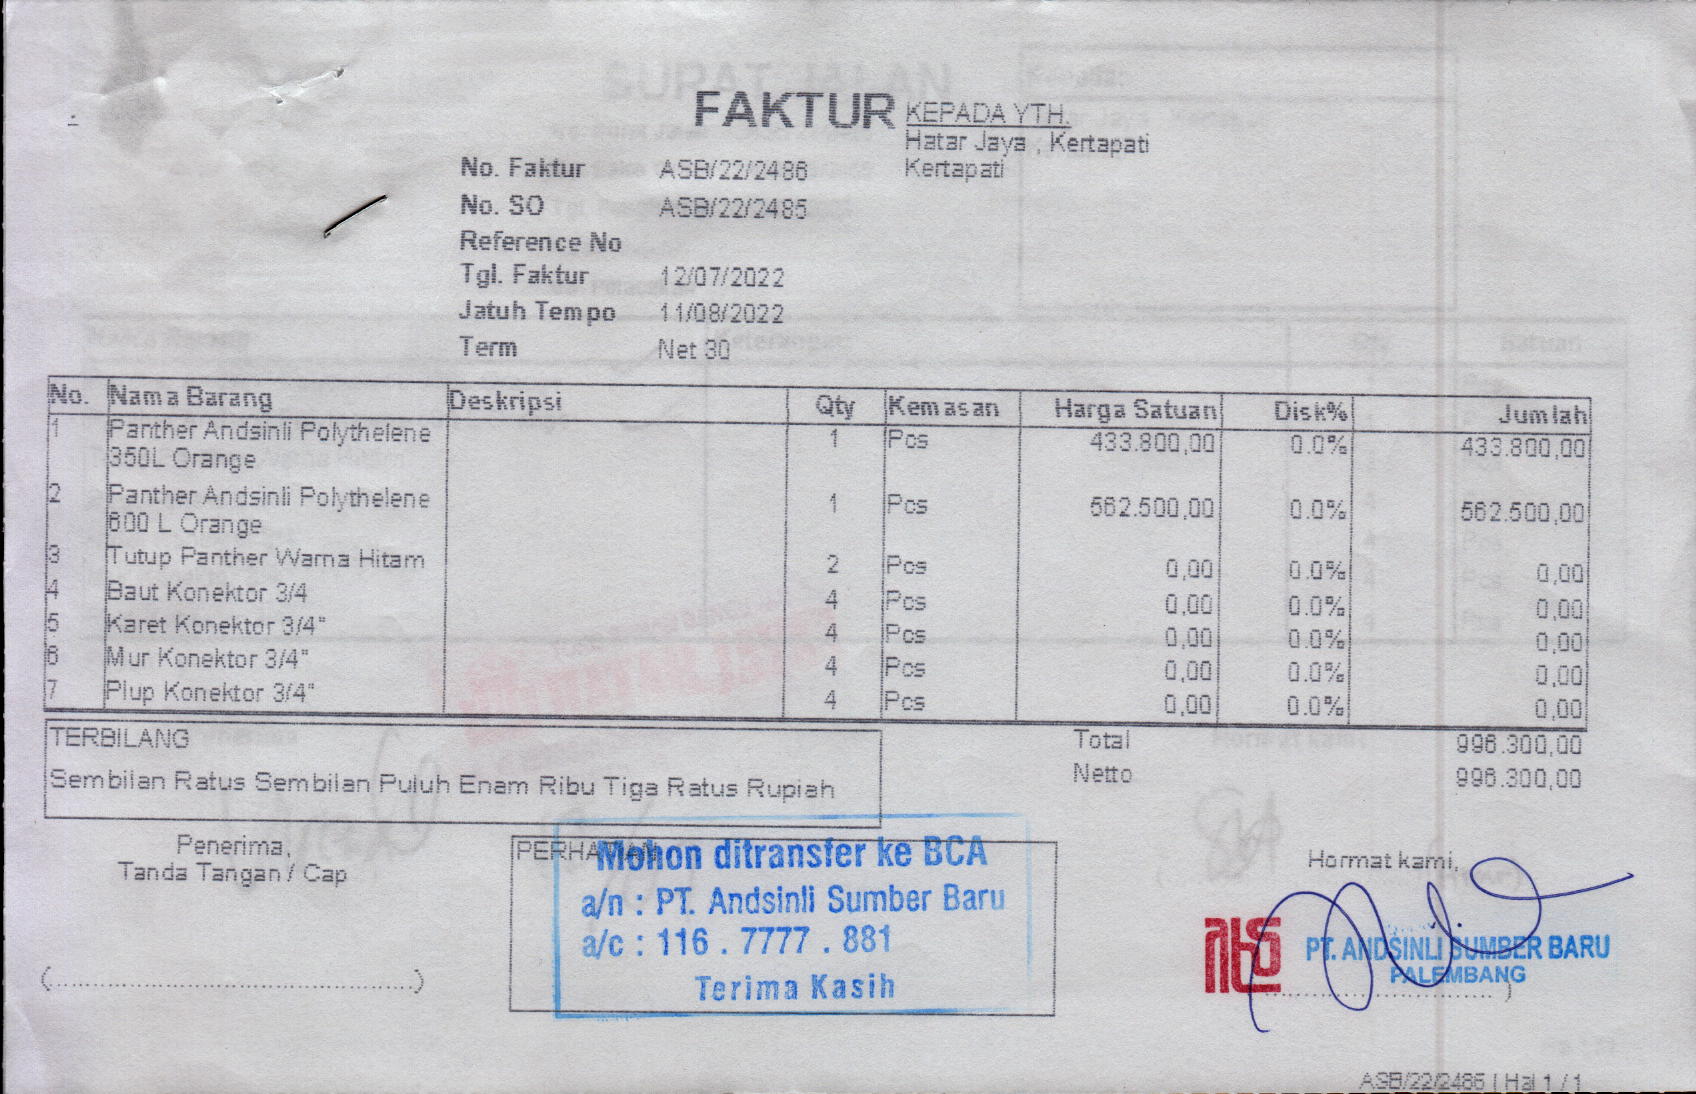 FAKTUR
KEPADA YTH.
Hatar Jaya , Kertapati
Kertapati
No. Faktur ASB/22/2486
No. SO ASB/22/2485
Reference No
Tgl. Faktur 12/07/2022
Jatuh Tempo 11/08/2022
Term Net 30
No. Nama Barang Deskripsi Qty Kemasan Harga Satuan Disk% Jumlah
1 Panther Andsinli Polythelene 1 Pcs 433.800,00 0.0% 433.800,00
350L Orange
2 Panther Andsinli Polythelene 1 Pcs 562.500,00 0.0% 562.500,00
600 L Orange
3 Tutup Panther Warna Hitam 2 Pcs 0,00 0.0% 0,00
4 Baut Konektor 3/4 4 Pcs 0,00 0.0% 0,00
5 Karet Konektor 3/4" 4 Pcs 0,00 0.0% 0,00
6 Mur Konektor 3/4" 4 Pcs 0,00 0.0% 0,00
7 Plup Konektor 3/4" 4 Pcs 0,00 0.0% 0,00
TERBILANG
Sembilan Ratus Sembilan Puluh Enam Ribu Tiga Ratus Rupiah
Total 996.300,00
Netto 996.300,00
Penerima,
Tanda Tangan / Cap
(..............................................)
PERHATIAN
Mohon ditransfer ke BCA
a/n : PT. Andsinli Sumber Baru
a/c : 116 . 7777 . 881
Terima Kasih
Hormat kami,
PT. ANDSINLI SUMBER BARU
PALEMBANG
ASB/22/2486 | Hal 1 / 1